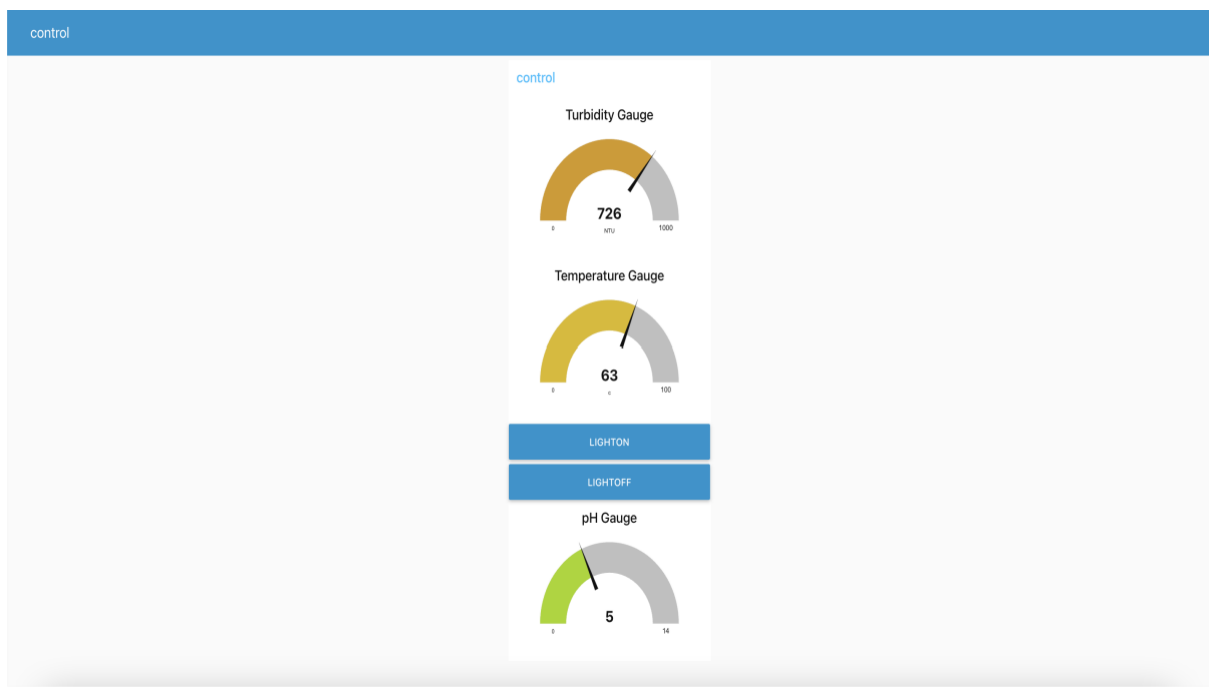 control
control
Turbidity Gauge
726
NTU
0
1000
Temperature Gauge
63
0
100
LIGHTON
LIGHTOFF
pH Gauge
5
0
14